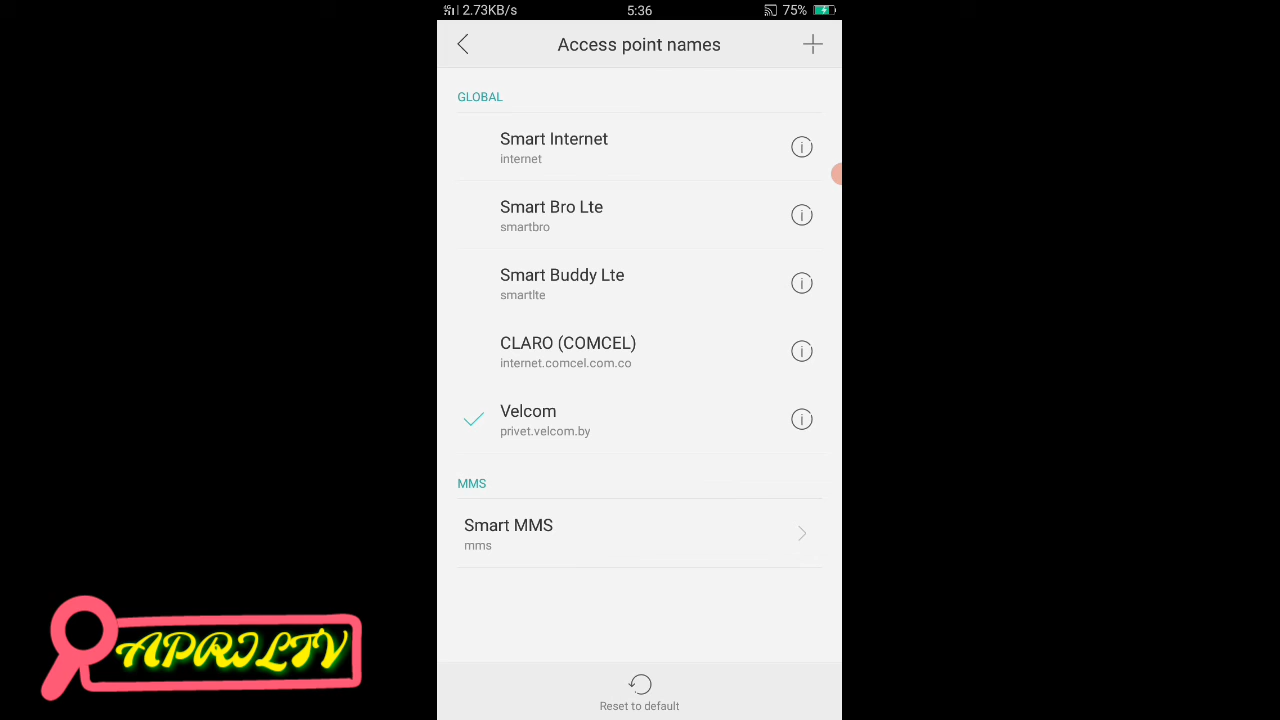 2.73KB/s 5:36 75%
Access point names
GLOBAL
Smart Internet
internet
Smart Bro Lte
smartbro
Smart Buddy Lte
smartlte
CLARO (COMCEL)
internet.comcel.com.co
Velcom
privet.velcom.by
MMS
Smart MMS
mms
APRILTV
Reset to default